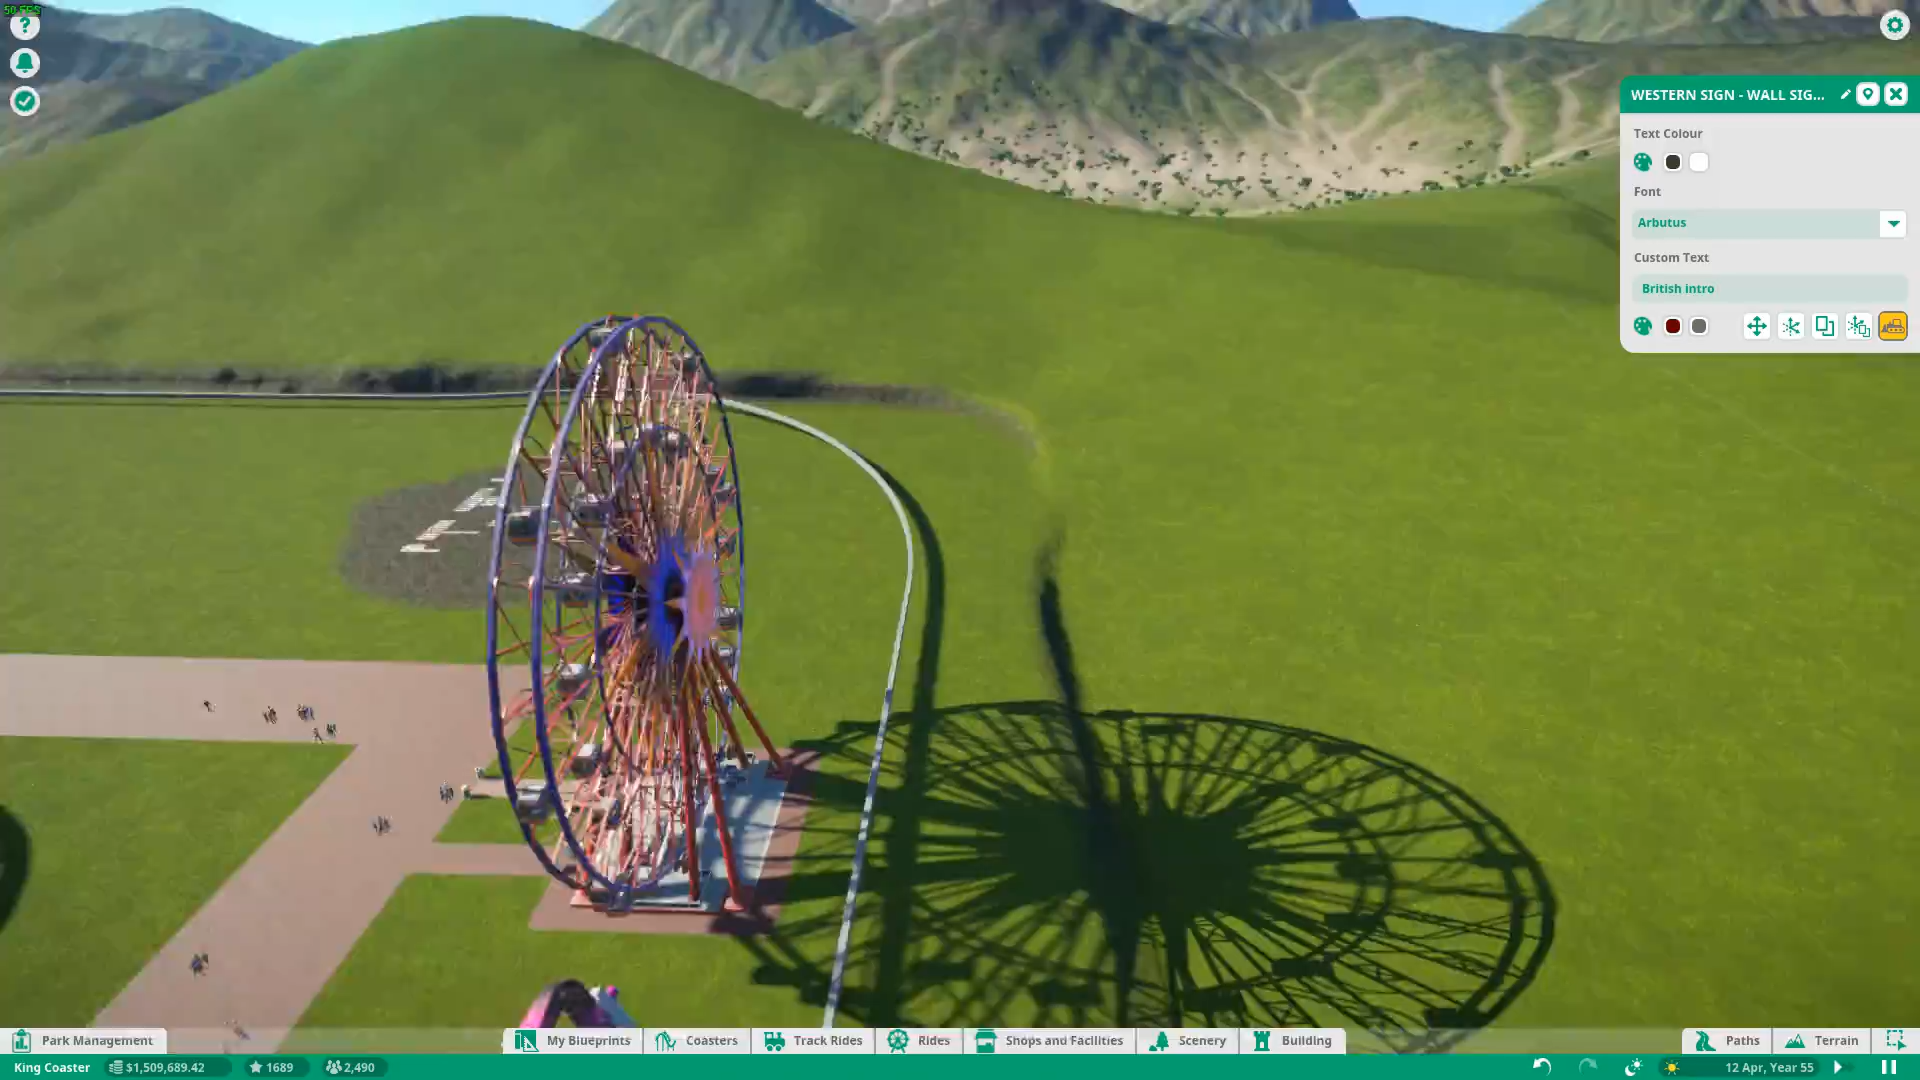 50 FPS
?
WESTERN SIGN - WALL SIG...
Text Colour
Font
Arbutus
Custom Text
British intro
Park Management
My Blueprints
Coasters
Track Rides
Rides
Shops and Facilities
Scenery
Building
Paths
Terrain
King Coaster
$1,509,689.42
1689
2,490
12 Apr, Year 55